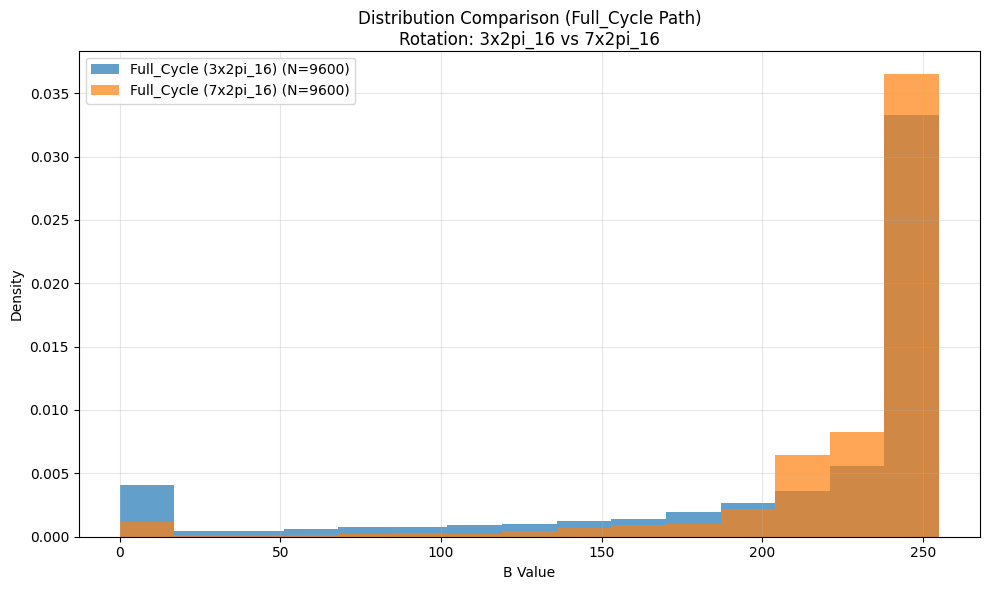 Distribution Comparison (Full_Cycle Path)
Rotation: 3x2pi_16 vs 7x2pi_16
Full_Cycle (3x2pi_16) (N=9600)
Full_Cycle (7x2pi_16) (N=9600)
Density
0.035
0.030
0.025
0.020
0.015
0.010
0.005
0.000
0 50 100 150 200 250
B Value